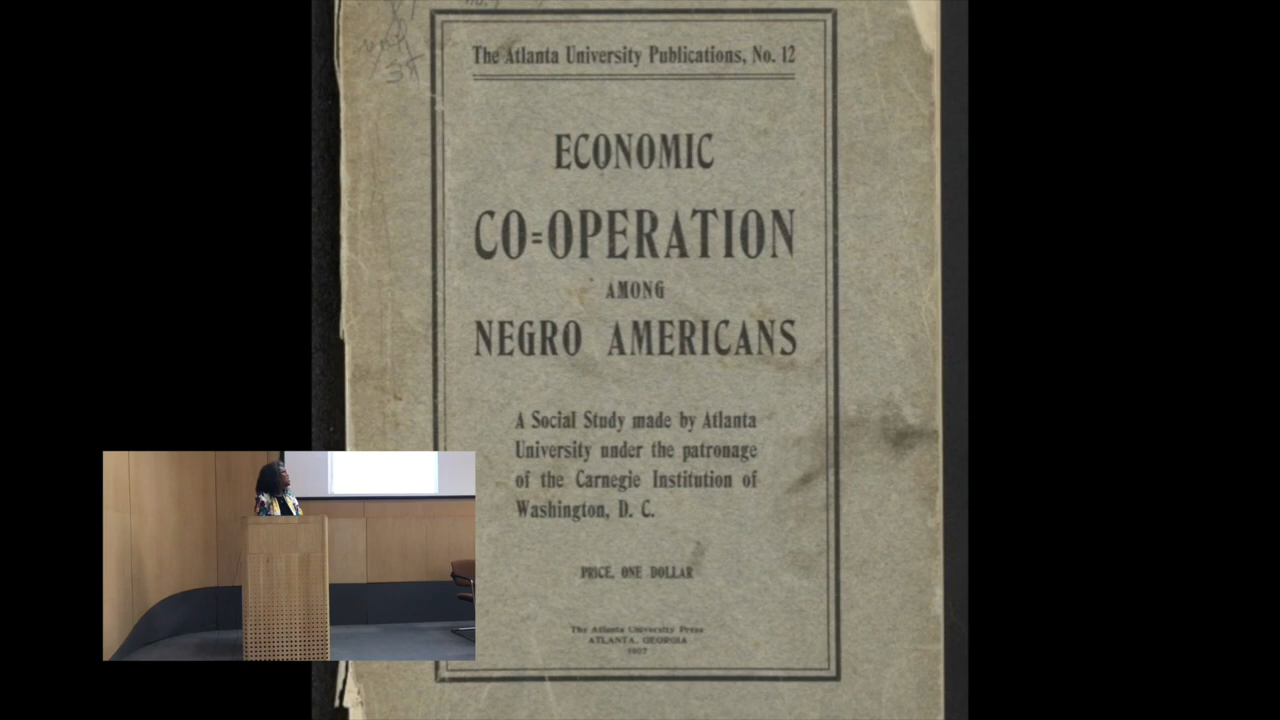 The Atlanta University Publications, No. 12
ECONOMIC
CO=OPERATION
AMONG
NEGRO AMERICANS
A Social Study made by Atlanta
University under the patronage
of the Carnegie Institution of
Washington, D. C.
PRICE, ONE DOLLAR
The Atlanta University Press
ATLANTA, GEORGIA
1907